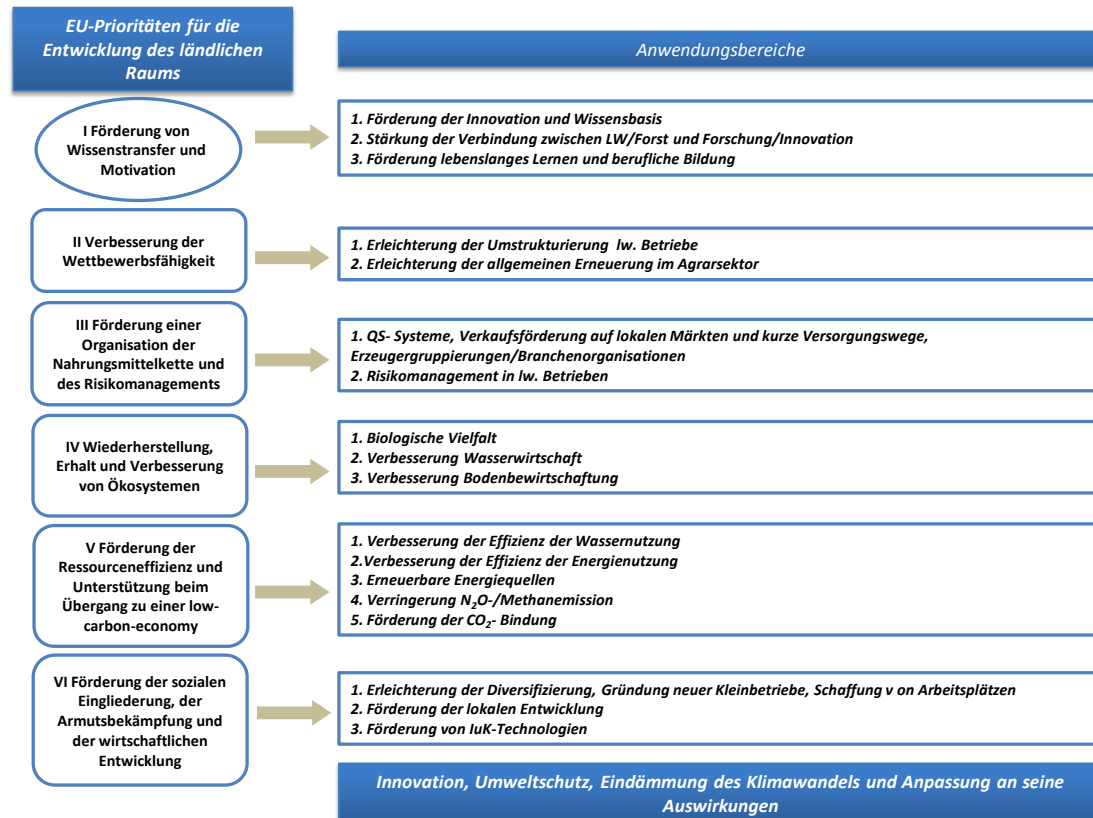 EU-Prioritäten für die
Entwicklung des ländlichen
Raums
Anwendungsbereiche
I Förderung von
Wissenstransfer und
Motivation
1. Förderung der Innovation und Wissensbasis
2. Stärkung der Verbindung zwischen LW/Forst und Forschung/Innovation
3. Förderung lebenslanges Lernen und berufliche Bildung
II Verbesserung der
Wettbewerbsfähigkeit
1. Erleichterung der Umstrukturierung lw. Betriebe
2. Erleichterung der allgemeinen Erneuerung im Agrarsektor
III Förderung einer
Organisation der
Nahrungsmittelkette und
des Risikomanagements
1. QS- Systeme, Verkaufsförderung auf lokalen Märkten und kurze Versorgungswege,
Erzeugergruppierungen/Branchenorganisationen
2. Risikomanagement in lw. Betrieben
IV Wiederherstellung,
Erhalt und Verbesserung
von Ökosystemen
1. Biologische Vielfalt
2. Verbesserung Wasserwirtschaft
3. Verbesserung Bodenbewirtschaftung
V Förderung der
Ressourceneffizienz und
Unterstützung beim
Übergang zu einer low-
carbon-economy
1. Verbesserung der Effizienz der Wassernutzung
2.Verbesserung der Effizienz der Energienutzung
3. Erneuerbare Energiequellen
4. Verringerung N₂O-/Methanemission
5. Förderung der CO₂- Bindung
VI Förderung der sozialen
Eingliederung, der
Armutsbekämpfung und
der wirtschaftlichen
Entwicklung
1. Erleichterung der Diversifizierung, Gründung neuer Kleinbetriebe, Schaffung v on Arbeitsplätzen
2. Förderung der lokalen Entwicklung
3. Förderung von IuK-Technologien
Innovation, Umweltschutz, Eindämmung des Klimawandels und Anpassung an seine
Auswirkungen